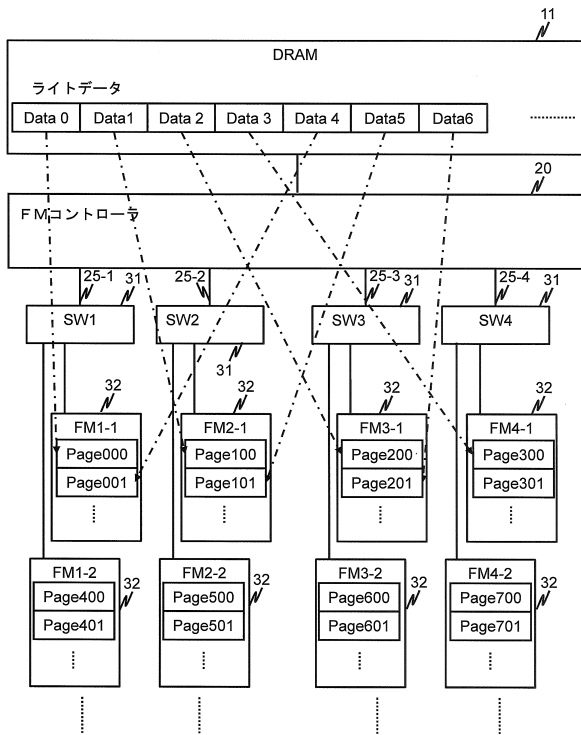 11
DRAM
ライトデータ
Data 0 Data1 Data 2 Data 3 Data 4 Data5 Data6
20
FMコントローラ
25-1 31 25-2 25-3 31 25-4 31
SW1 SW2 SW3 SW4
31
32 32 32 32
FM1-1 FM2-1 FM3-1 FM4-1
Page000 Page100 Page200 Page300
Page001 Page101 Page201 Page301
FM1-2 FM2-2 FM3-2 FM4-2
32 32 32 32
Page400 Page500 Page600 Page700
Page401 Page501 Page601 Page701